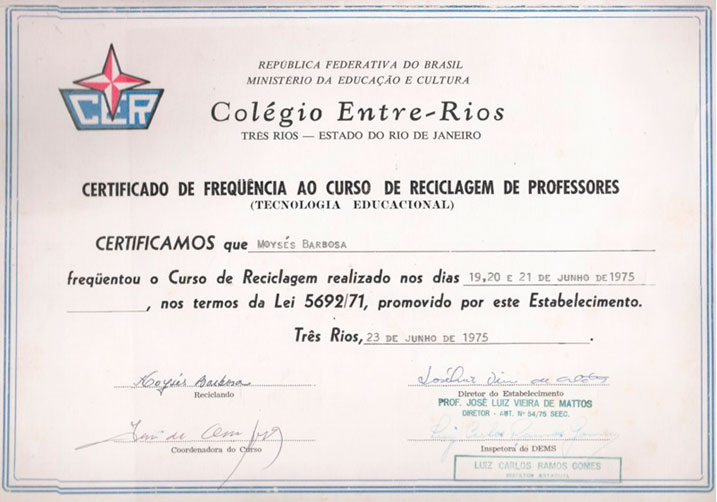 REPÚBLICA FEDERATIVA DO BRASIL
MINISTÉRIO DA EDUCAÇÃO E CULTURA
CER
Colégio Entre-Rios
TRÊS RIOS — ESTADO DO RIO DE JANEIRO
CERTIFICADO DE FREQÜÊNCIA AO CURSO DE RECICLAGEM DE PROFESSORES
(TECNOLOGIA EDUCACIONAL)
CERTIFICAMOS que MOYSÉS BARBOSA
freqüentou o Curso de Reciclagem realizado nos dias 19,20 E 21 DE JUNHO DE 1975
, nos termos da Lei 5692/71, promovido por este Estabelecimento.
Três Rios, 23 DE JUNHO DE 1975.
Moysés Barbosa
Reciclando
Diretor do Estabelecimento
PROF. JOSÉ LUIZ VIEIRA DE MATTOS
DIRETOR - AUT. Nº 54/75 SEEC.
Coordenadora do Curso
Luiz Carlos Ramos Gomes
Inspetora do DEMS
LUIZ CARLOS RAMOS GOMES